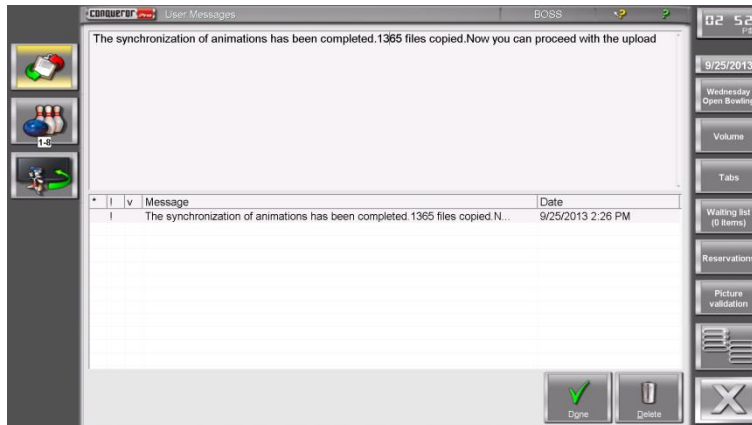 CONQUEROR PRO User Messages BOSS ? ?
The synchronization of animations has been completed.1365 files copied.Now you can proceed with the upload
* ! v Message Date
! The synchronization of animations has been completed.1365 files copied.N... 9/25/2013 2:26 PM
Done Delete
1-8
02 52
PM
9/25/2013
Wednesday
Open Bowling
Volume
Tabs
Waiting list
(0 items)
Reservations
Picture
validation
X